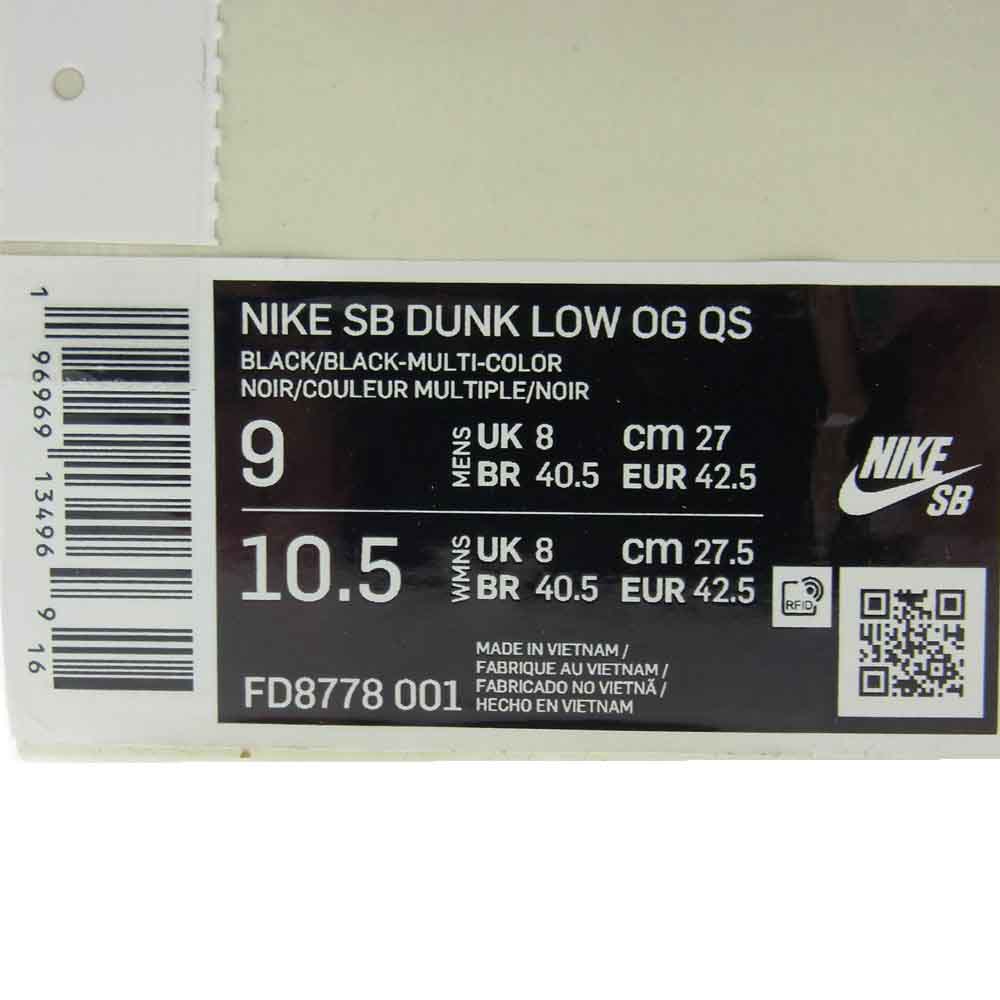 NIKE SB DUNK LOW OG QS
BLACK/BLACK-MULTI-COLOR
NOIR/COULEUR MULTIPLE/NOIR
9 MENS UK 8 cm 27
BR 40.5 EUR 42.5
10.5 WMNS UK 8 cm 27.5
BR 40.5 EUR 42.5
NIKE
SB
RFID
FD8778 001
MADE IN VIETNAM /
FABRIQUE AU VIETNAM /
FABRICADO NO VIETNÃ /
HECHO EN VIETNAM
1 96969 13496 9 16